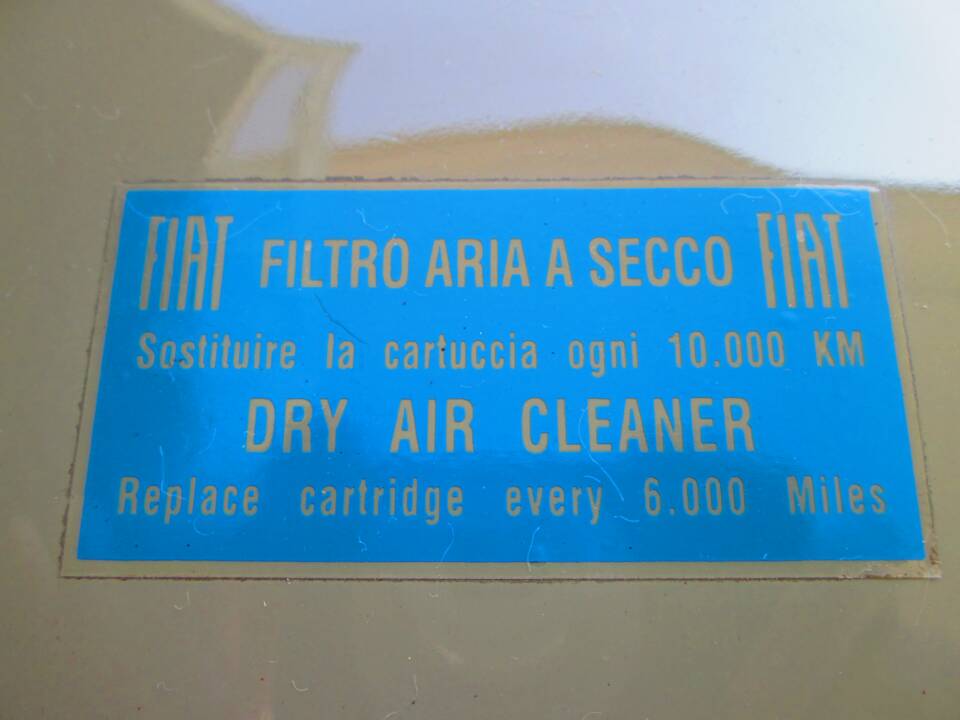 FIAT FILTRO ARIA A SECCO FIAT
Sostituire la cartuccia ogni 10.000 KM
DRY AIR CLEANER
Replace cartridge every 6.000 Miles